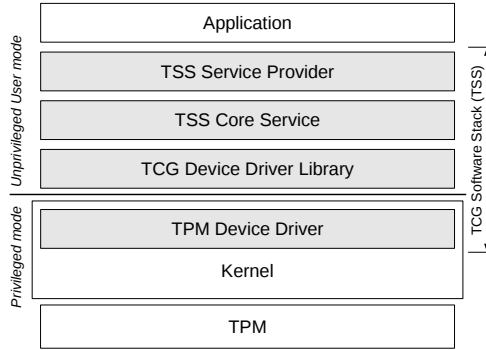 Application
TSS Service Provider
TSS Core Service
TCG Device Driver Library
TPM Device Driver
Kernel
TPM
Unprivileged User mode
Privileged mode
TCG Software Stack (TSS)